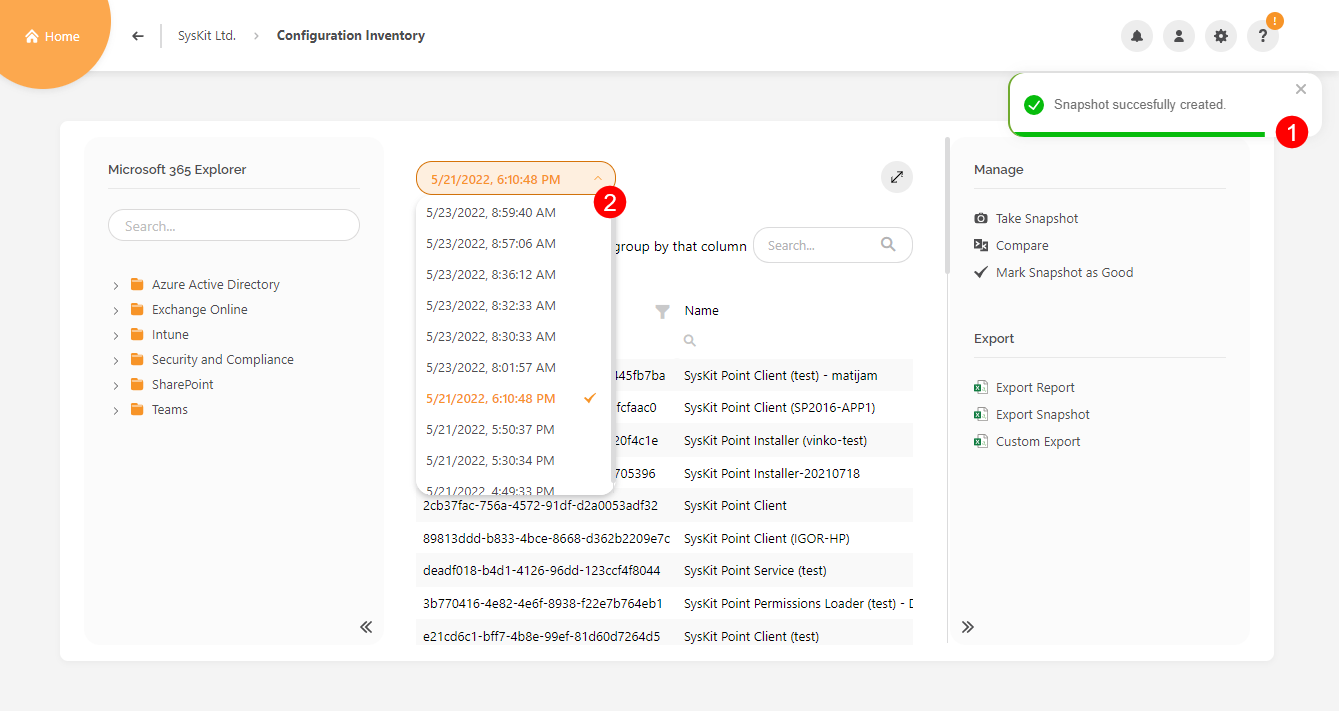 Home
SysKit Ltd.
Configuration Inventory
!
?
Snapshot succesfully created.
1
Microsoft 365 Explorer
Search...
Azure Active Directory
Exchange Online
Intune
Security and Compliance
SharePoint
Teams
5/21/2022, 6:10:48 PM
2
5/23/2022, 8:59:40 AM
5/23/2022, 8:57:06 AM
5/23/2022, 8:36:12 AM
5/23/2022, 8:32:33 AM
5/23/2022, 8:30:33 AM
5/23/2022, 8:01:57 AM
5/21/2022, 6:10:48 PM
5/21/2022, 5:50:37 PM
5/21/2022, 5:30:34 PM
5/21/2022, 4:49:33 PM
group by that column
Search...
Name
445fb7ba SysKit Point Client (test) - matijam
fcfaac0 SysKit Point Client (SP2016-APP1)
20f4c1e SysKit Point Installer (vinko-test)
705396 SysKit Point Installer-20210718
2cb37fac-756a-4572-91df-d2a0053adf32 SysKit Point Client
89813ddd-b833-4bce-8668-d362b2209e7c SysKit Point Client (IGOR-HP)
deadf018-b4d1-4126-96dd-123ccf4f8044 SysKit Point Service (test)
3b770416-4e82-4e6f-8938-f22e7b764eb1 SysKit Point Permissions Loader (test) - D
e21cd6c1-bff7-4b8e-99ef-81d60d7264d5 SysKit Point Client (test)
Manage
Take Snapshot
Compare
Mark Snapshot as Good
Export
Export Report
Export Snapshot
Custom Export